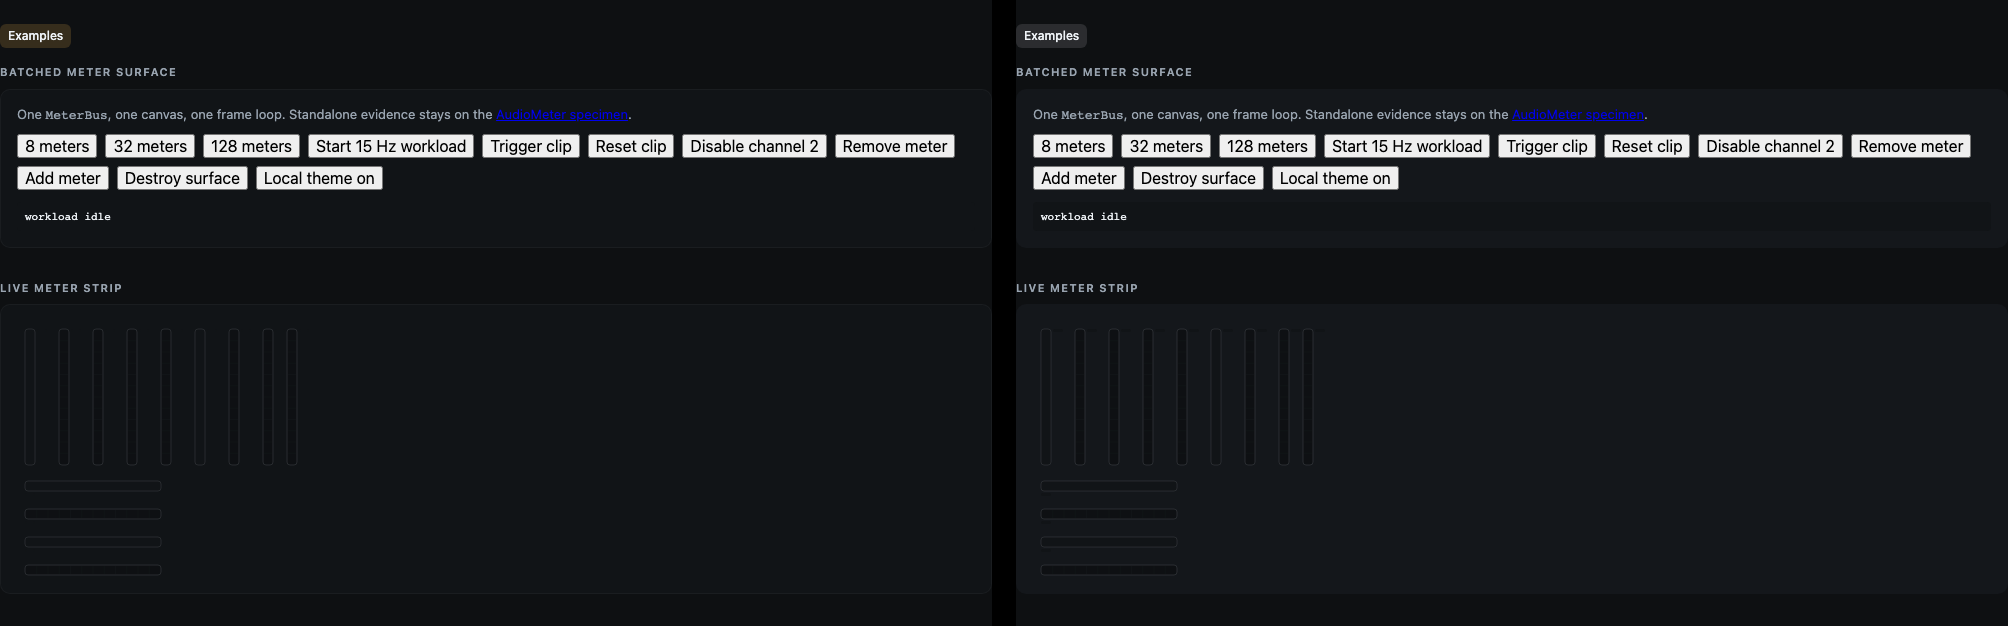 Examples
BATCHED METER SURFACE
One MeterBus, one canvas, one frame loop. Standalone evidence stays on the AudioMeter specimen.
8 meters 32 meters 128 meters Start 15 Hz workload Trigger clip Reset clip Disable channel 2 Remove meter
Add meter Destroy surface Local theme on
workload idle
LIVE METER STRIP
Examples
BATCHED METER SURFACE
One MeterBus, one canvas, one frame loop. Standalone evidence stays on the AudioMeter specimen.
8 meters 32 meters 128 meters Start 15 Hz workload Trigger clip Reset clip Disable channel 2 Remove meter
Add meter Destroy surface Local theme on
workload idle
LIVE METER STRIP